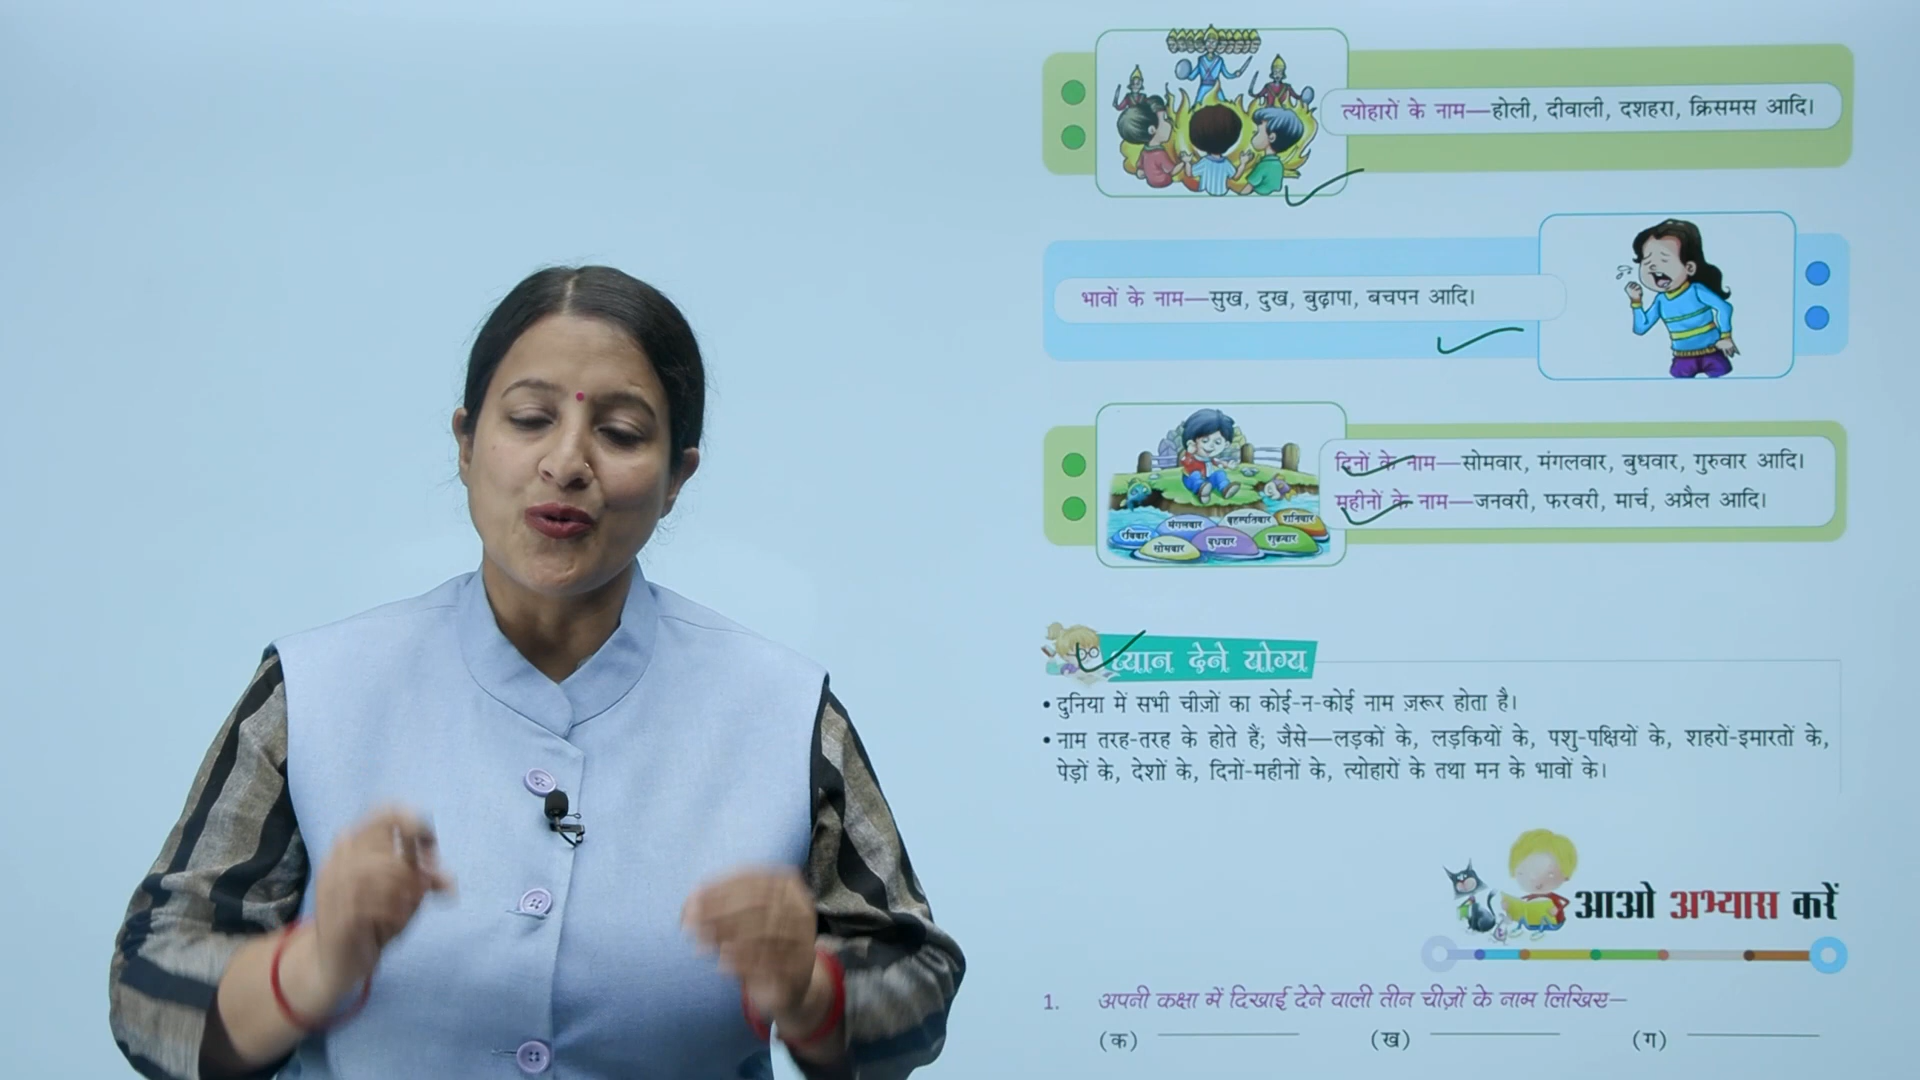 त्योहारों के नाम—होली, दीवाली, दशहरा, क्रिसमस आदि।
भावों के नाम—सुख, दुख, बुढ़ापा, बचपन आदि।
दिनों के नाम—सोमवार, मंगलवार, बुधवार, गुरुवार आदि।
महीनों के नाम—जनवरी, फरवरी, मार्च, अप्रैल आदि।
मंगलवार बृहस्पतिवार शनिवार
रविवार सोमवार बुधवार शुक्रवार
ध्यान देने योग्य
• दुनिया में सभी चीज़ों का कोई-न-कोई नाम ज़रूर होता है।
• नाम तरह-तरह के होते हैं; जैसे—लड़कों के, लड़कियों के, पशु-पक्षियों के, शहरों-इमारतों के,
पेड़ों के, देशों के, दिनों-महीनों के, त्योहारों के तथा मन के भावों के।
आओ अभ्यास करें
1. अपनी कक्षा में दिखाई देने वाली तीन चीज़ों के नाम लिखिए—
(क) (ख) (ग)